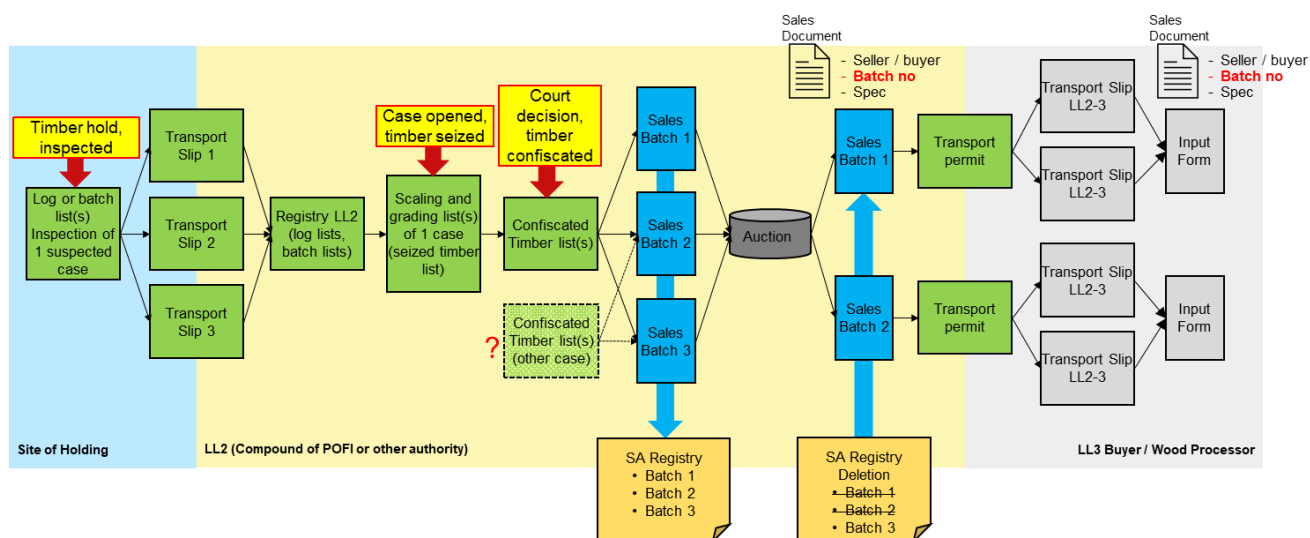 Sales
Document
- Seller / buyer
- Batch no
- Spec
Sales
Document
- Seller / buyer
- Batch no
- Spec
Timber hold,
inspected
Log or batch
list(s)
Inspection of
1 suspected
case
Transport
Slip 1
Transport
Slip 2
Transport
Slip 3
Registry LL2
(log lists,
batch lists)
Case opened,
timber seized
Scaling and
grading list(s)
of 1 case
(seized timber
list)
Court
decision,
timber
confiscated
Confiscated
Timber list(s)
?
Confiscated
Timber list(s)
(other case)
Sales
Batch 1
Sales
Batch 2
Sales
Batch 3
Auction
Sales
Batch 1
Sales
Batch 2
Transport
permit
Transport
permit
Transport Slip
LL2-3
Transport Slip
LL2-3
Transport Slip
LL2-3
Transport Slip
LL2-3
Input
Form
Input
Form
Site of Holding
LL2 (Compound of POFI or other authority)
LL3 Buyer / Wood Processor
SA Registry
• Batch 1
• Batch 2
• Batch 3
SA Registry
Deletion
• Batch 1
• Batch 2
• Batch 3